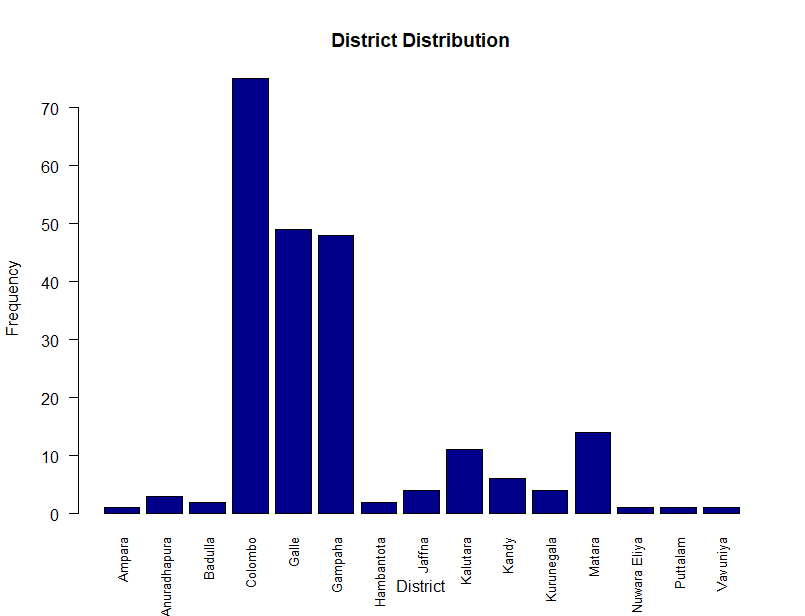 District Distribution
Frequency
70
60
50
40
30
20
10
0
Ampara
Anuradhapura
Badulla
Colombo
Galle
Gampaha
Hambantota
Jaffna
Kalutara
Kandy
Kurunegala
Matara
Nuwara Eliya
Puttalam
Vavuniya
District